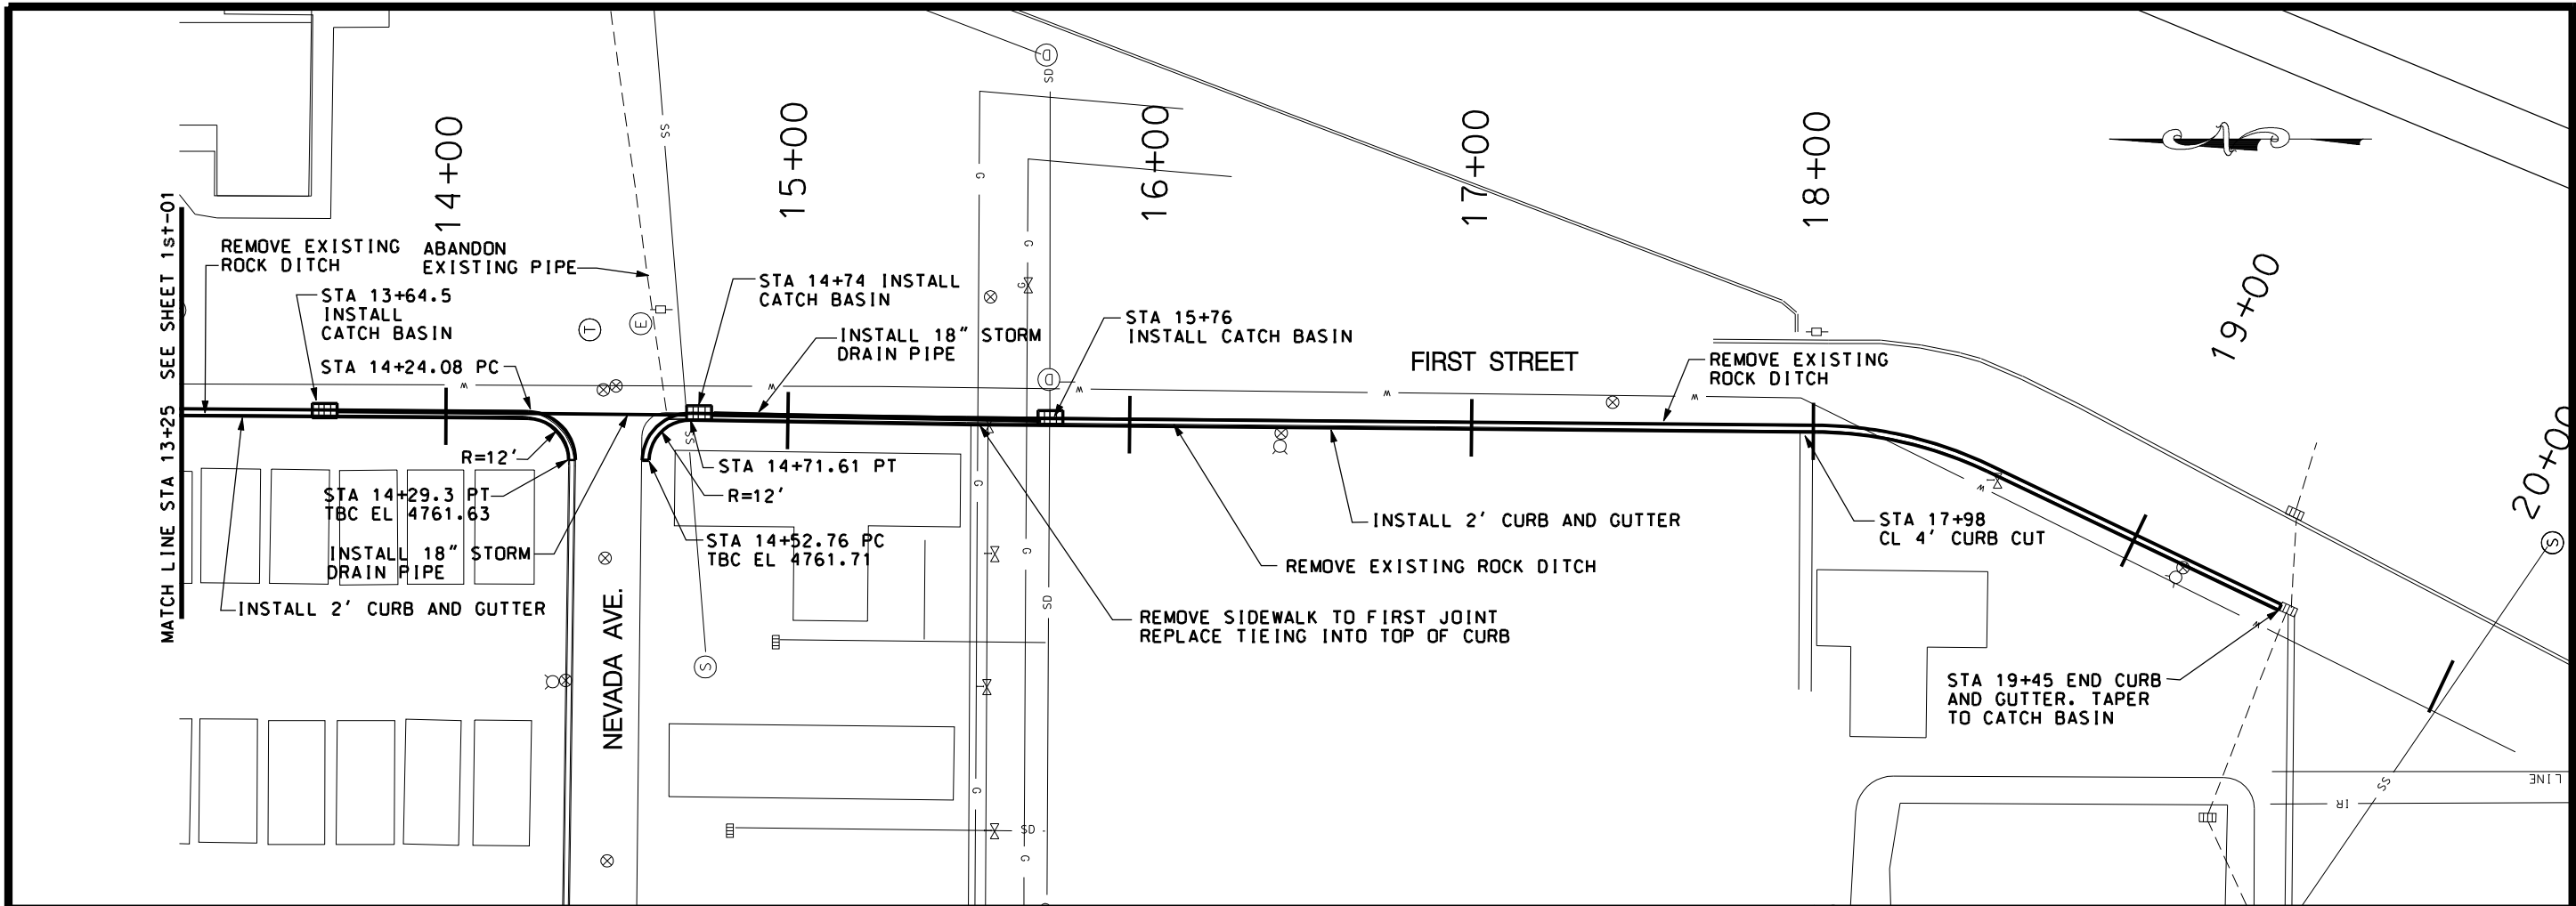 14+00
15+00
16+00
17+00
18+00
19+00
20+00
MATCH LINE STA 13+25 SEE SHEET 1st-01
REMOVE EXISTING
ROCK DITCH
ABANDON
EXISTING PIPE
STA 13+64.5
INSTALL
CATCH BASIN
STA 14+24.08 PC
STA 14+74 INSTALL
CATCH BASIN
INSTALL 18" STORM
DRAIN PIPE
STA 15+76
INSTALL CATCH BASIN
FIRST STREET
REMOVE EXISTING
ROCK DITCH
R=12'
STA 14+29.3 PT
TBC EL 4761.63
INSTALL 18" STORM
DRAIN PIPE
INSTALL 2' CURB AND GUTTER
NEVADA AVE.
STA 14+71.61 PT
R=12'
STA 14+52.76 PC
TBC EL 4761.71
INSTALL 2' CURB AND GUTTER
REMOVE EXISTING ROCK DITCH
REMOVE SIDEWALK TO FIRST JOINT
REPLACE TIEING INTO TOP OF CURB
STA 17+98
CL 4' CURB CUT
STA 19+45 END CURB
AND GUTTER. TAPER
TO CATCH BASIN
T
E
D
D
S
S
SS
SS
SS
SD
SD
SD
G
G
G
G
G
G
G
W
W
W
W
W
W
W
IR
LINE
N